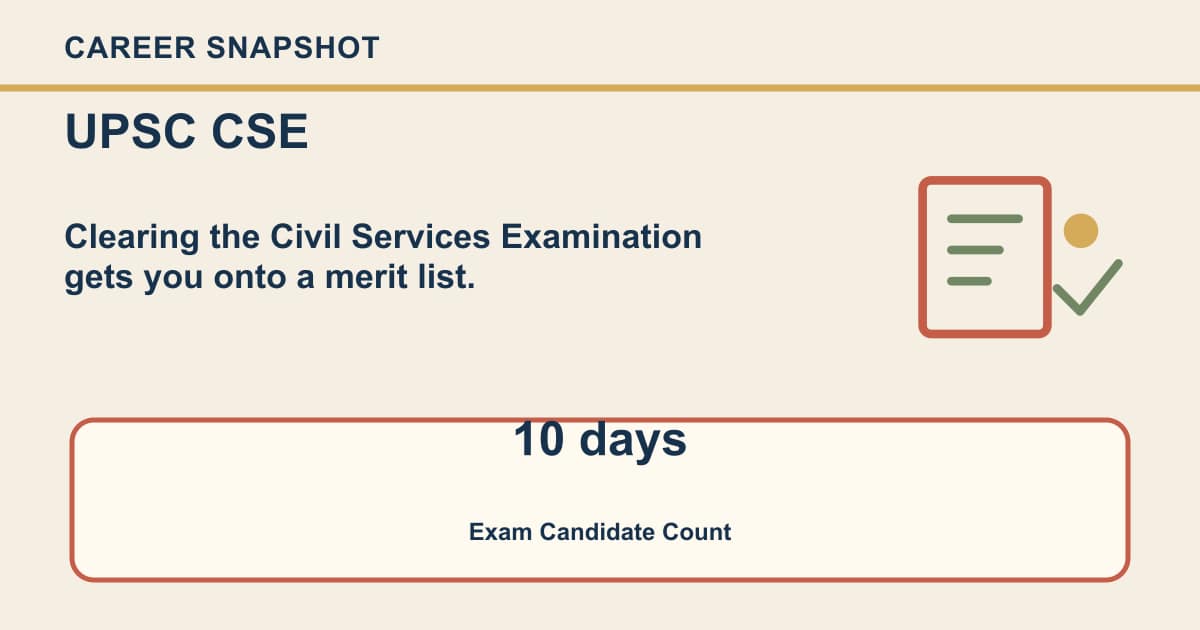 CAREER SNAPSHOT
UPSC CSE
Clearing the Civil Services Examination
gets you onto a merit list.
10 days
Exam Candidate Count